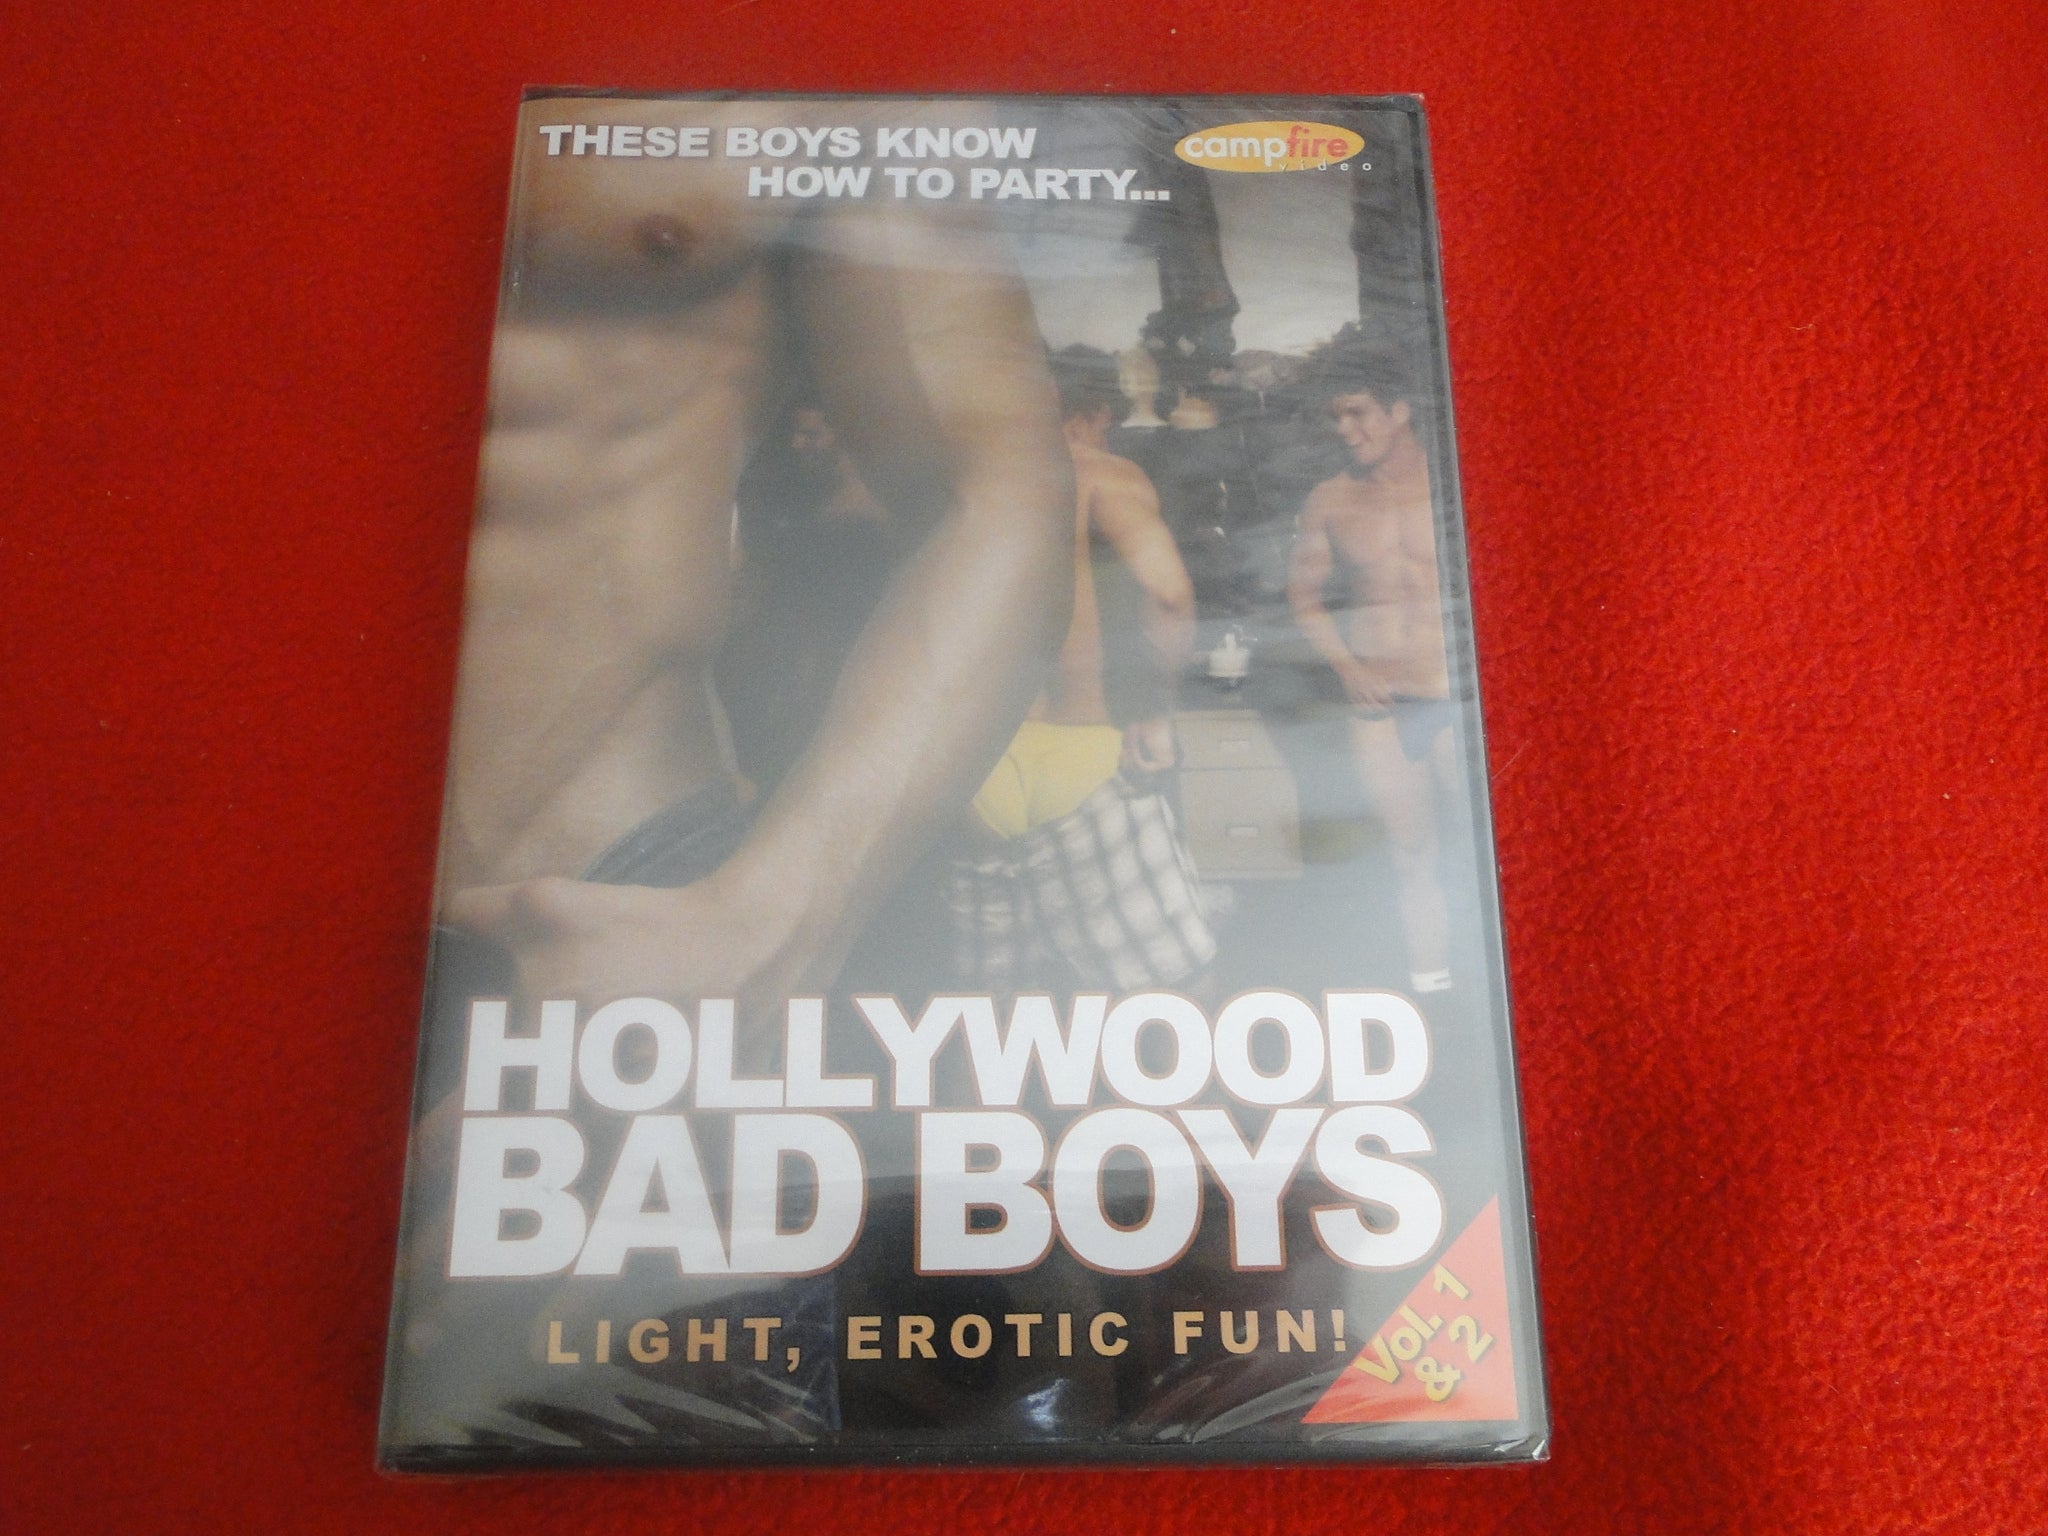 THESE BOYS KNOW
HOW TO PARTY...
campfire
video
HOLLYWOOD
BAD BOYS
LIGHT, EROTIC FUN!
Vol. 1
& 2